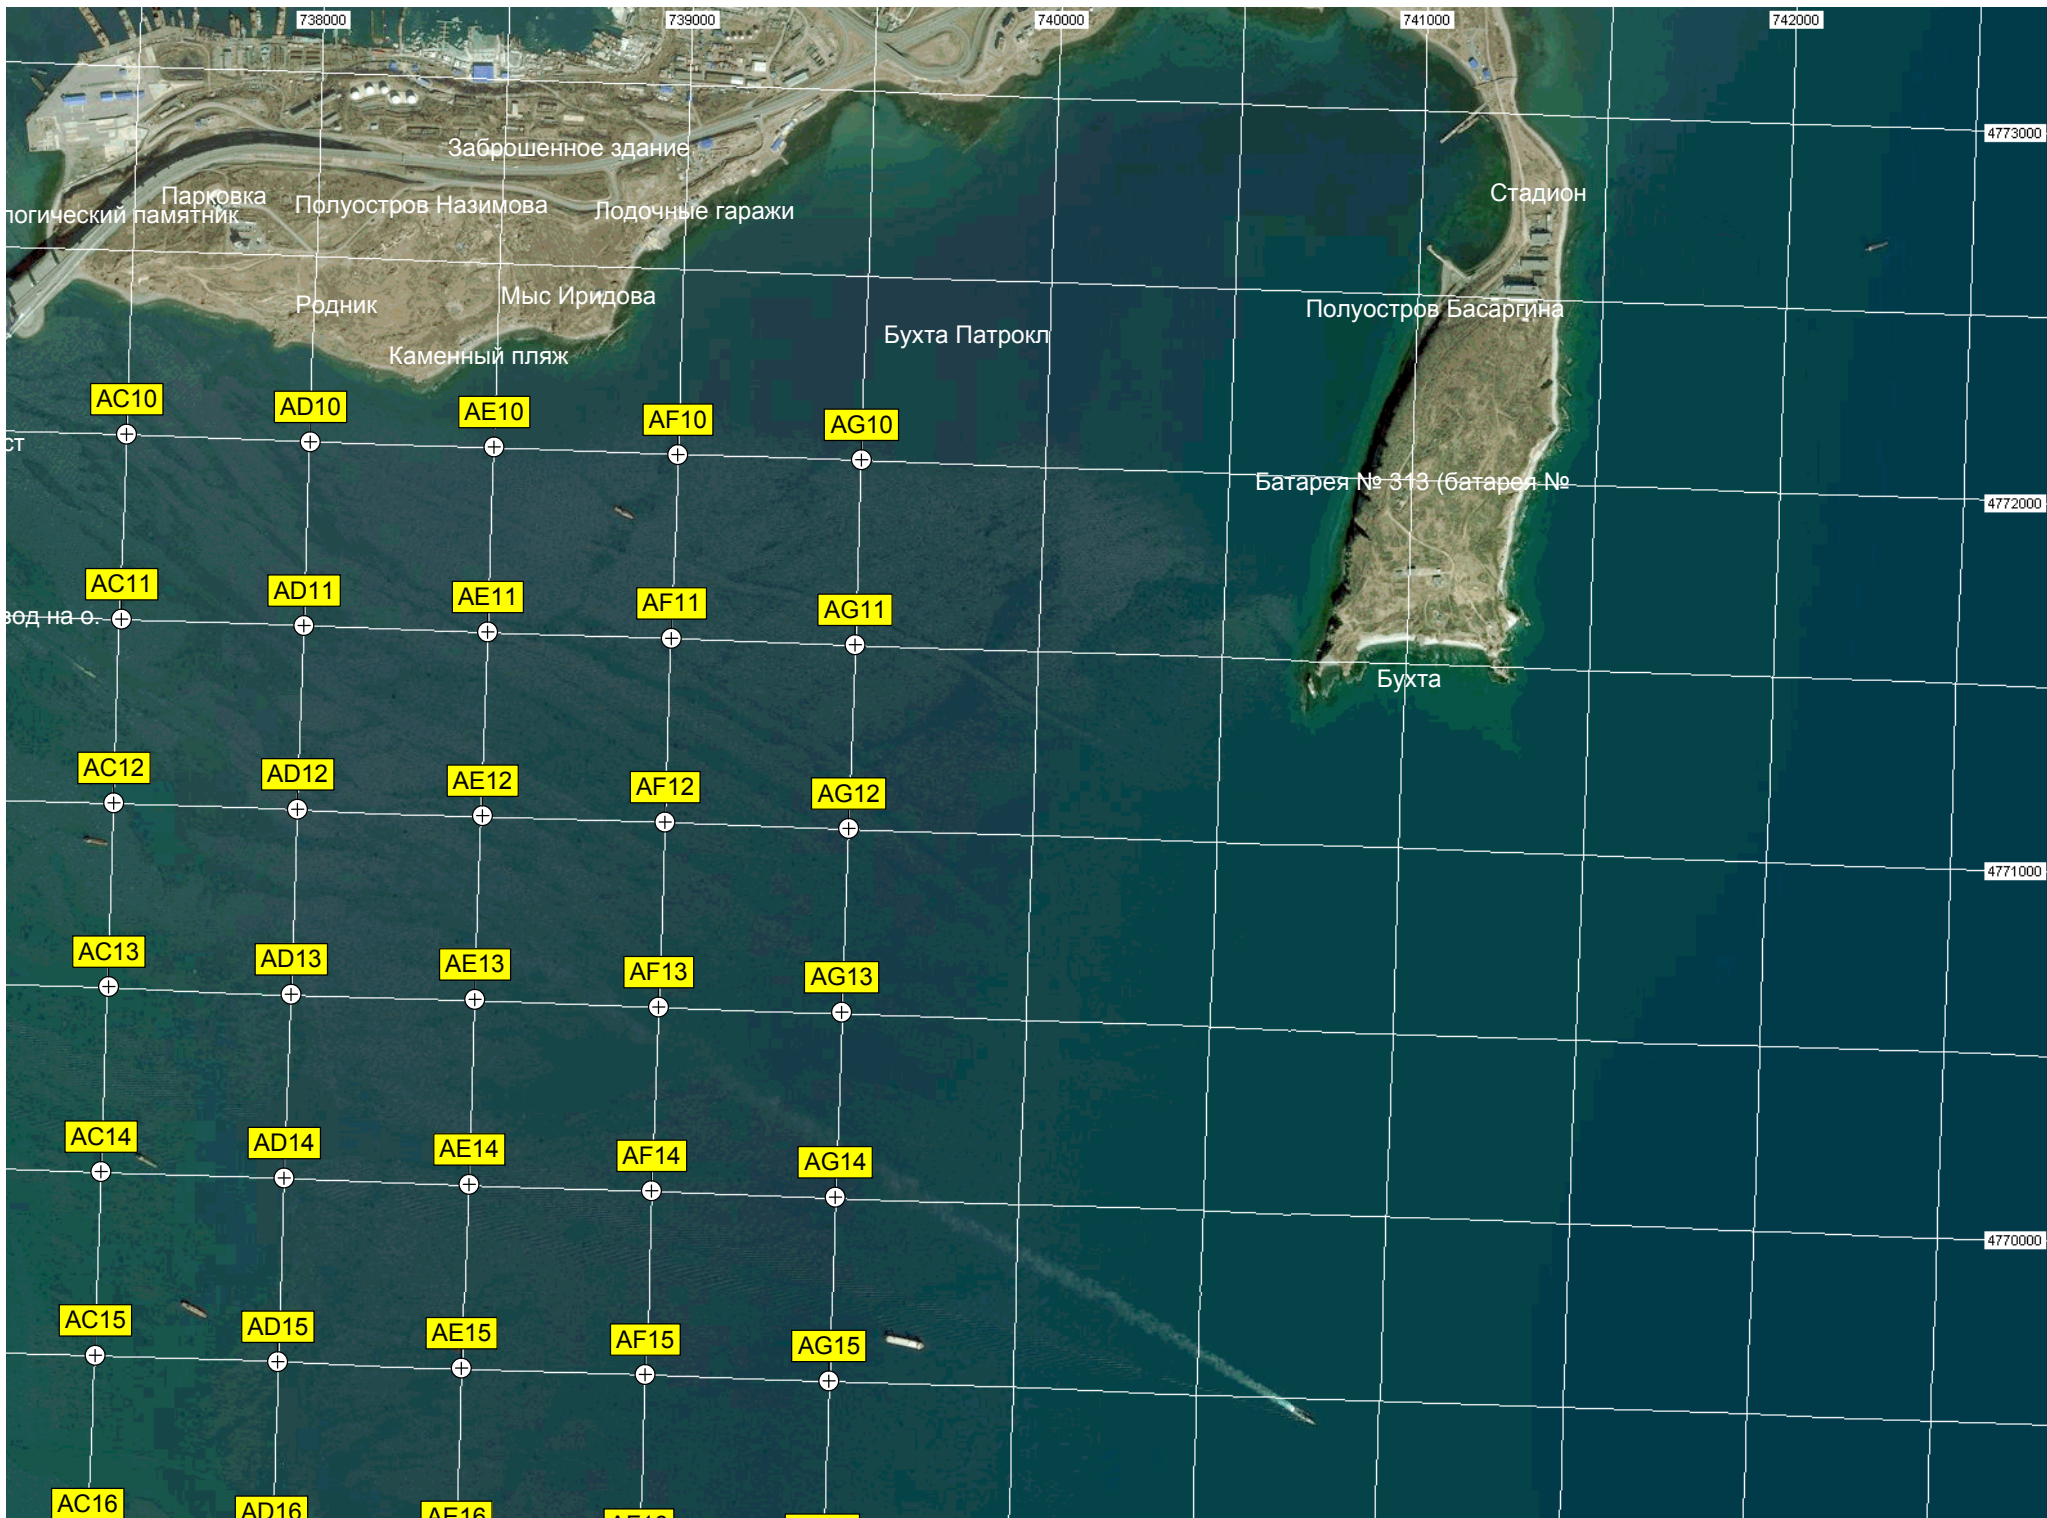 738000 739000 740000 741000 742000
4773000
Заброшенное здание
Парковка
Полуостров Назимова
Лодочные гаражи
Стадион
логический памятник
Родник
Мыс Иридова
Полуостров Басаргина
Бухта Патрокл
Каменный пляж
AC10 AD10 AE10 AF10 AG10
ст
Батарея № 313 (батарея №
4772000
AC11 AD11 AE11 AF11 AG11
вод на о.
Бухта
AC12 AD12 AE12 AF12 AG12
4771000
AC13 AD13 AE13 AF13 AG13
AC14 AD14 AE14 AF14 AG14
4770000
AC15 AD15 AE15 AF15 AG15
AC16 AD16 AE16 AF16